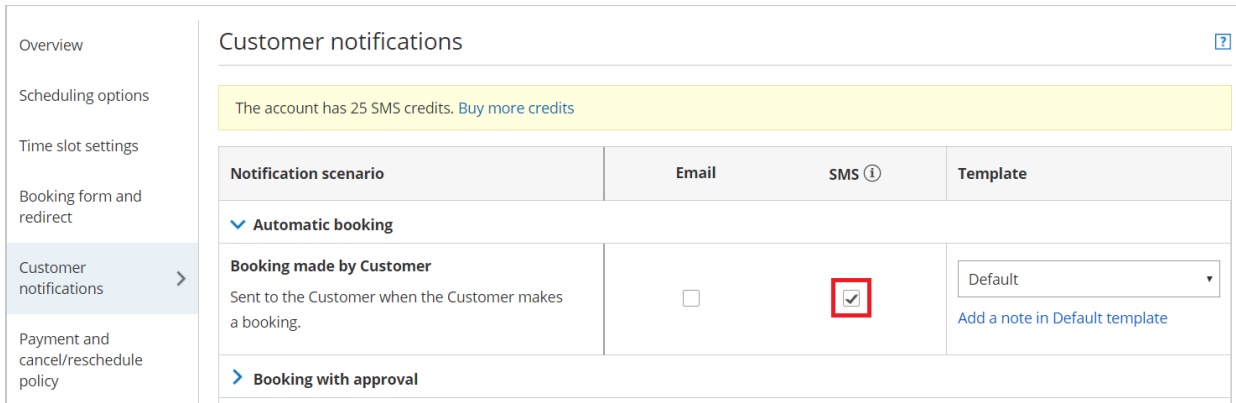 Overview
Scheduling options
Time slot settings
Booking form and
redirect
Customer
notifications
Payment and
cancel/reschedule
policy
Customer notifications
?
The account has 25 SMS credits. Buy more credits
Notification scenario Email SMS i Template
Automatic booking
Booking made by Customer
Sent to the Customer when the Customer makes
a booking.
Default
Add a note in Default template
Booking with approval